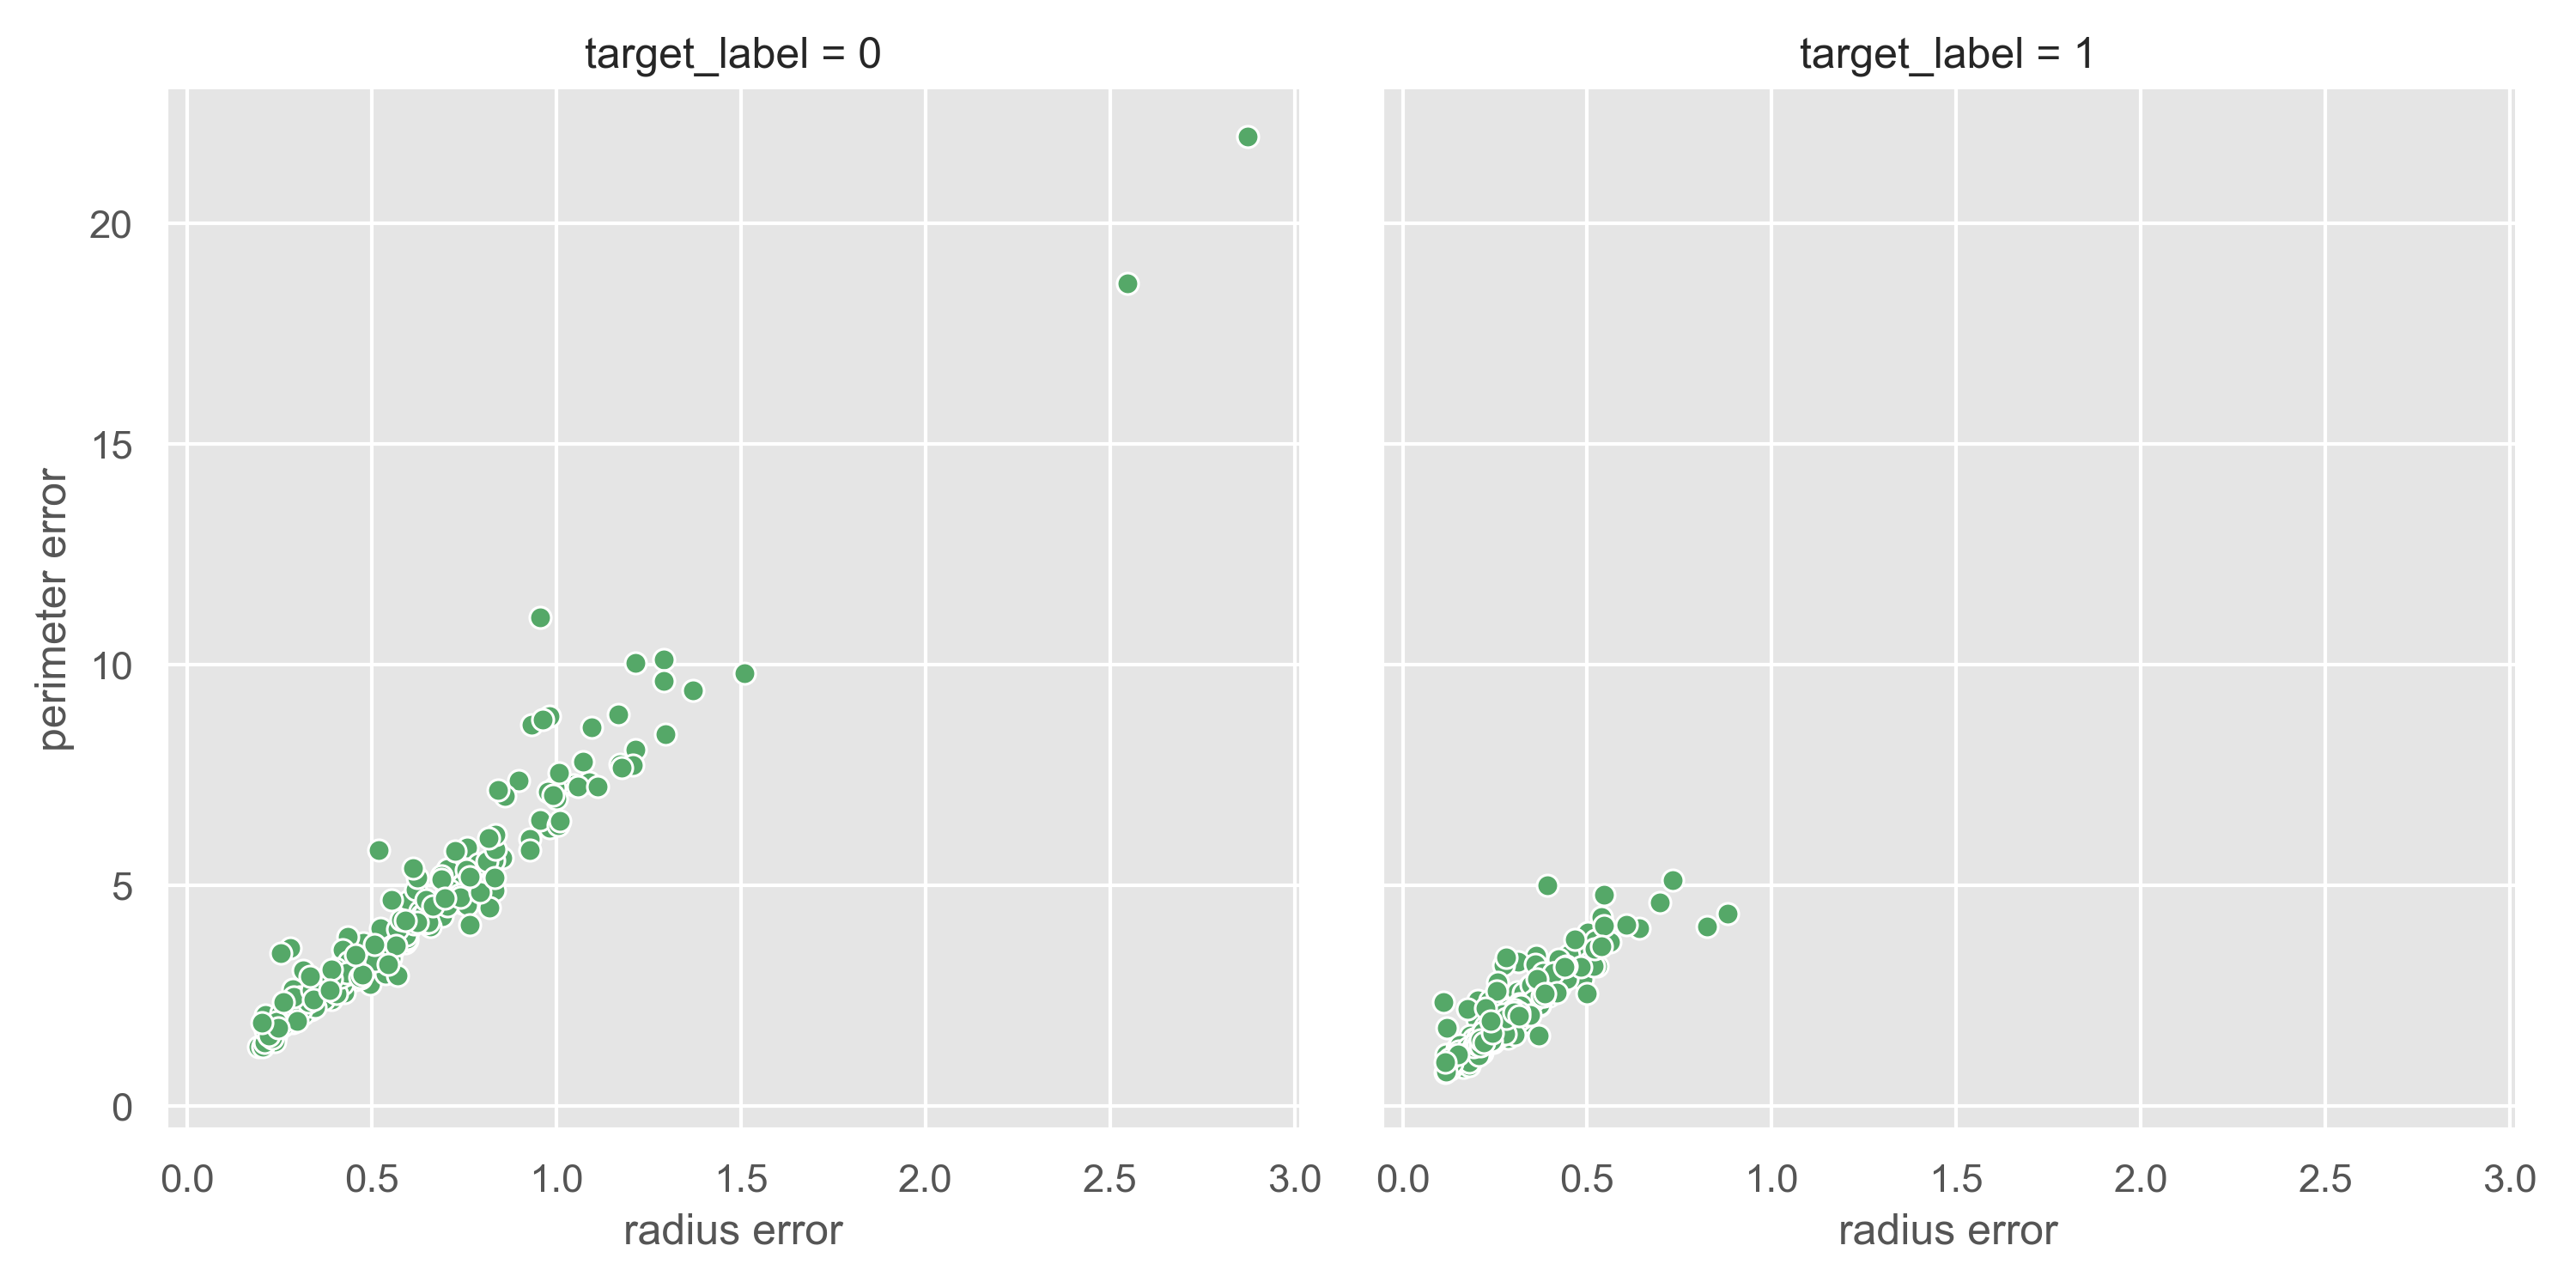 target_label = 0
target_label = 1
perimeter error
20
15
10
5
0
0.0 0.5 1.0 1.5 2.0 2.5 3.0
0.0 0.5 1.0 1.5 2.0 2.5 3.0
radius error
radius error